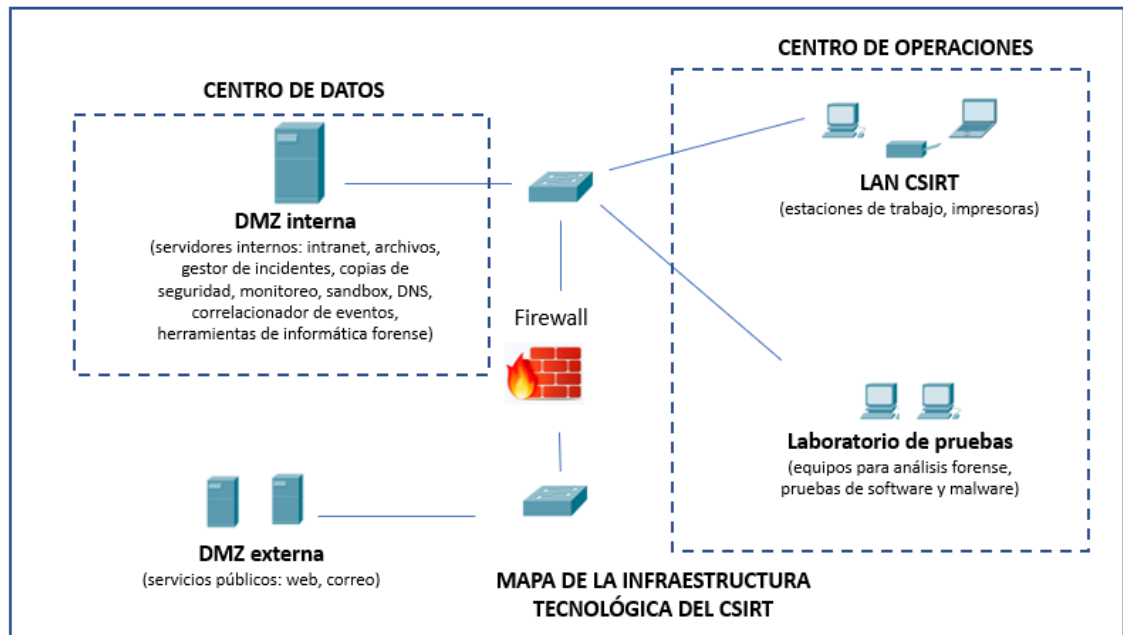 CENTRO DE DATOS
DMZ interna
(servidores internos: intranet, archivos,
gestor de incidentes, copias de
seguridad, monitoreo, sandbox, DNS,
correlacionador de eventos,
herramientas de informática forense)
CENTRO DE OPERACIONES
LAN CSIRT
(estaciones de trabajo, impresoras)
Firewall
Laboratorio de pruebas
(equipos para análisis forense,
pruebas de software y malware)
DMZ externa
(servicios públicos: web, correo)
MAPA DE LA INFRAESTRUCTURA
TECNOLÓGICA DEL CSIRT